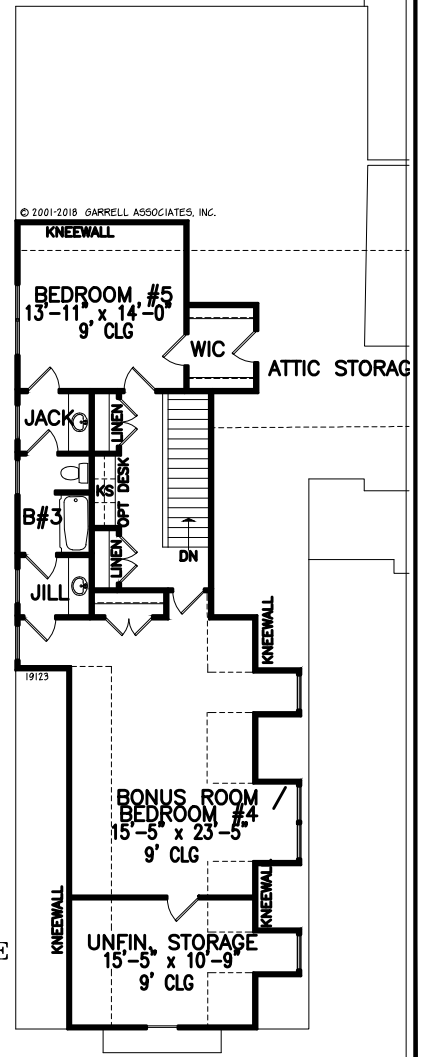 © 2001-2018 GARRELL ASSOCIATES, INC.
KNEEWALL
BEDROOM #5
13'-11" x 14'-0"
9' CLG
WIC
ATTIC STORAG
JACK
LINEN
KS
OPT DESK
B#3
LINEN
DN
JILL
KNEEWALL
19123
BONUS ROOM /
BEDROOM #4
15'-5" x 23'-5"
9' CLG
KNEEWALL
KNEEWALL
UNFIN. STORAGE
15'-5" x 10'-9"
9' CLG
E